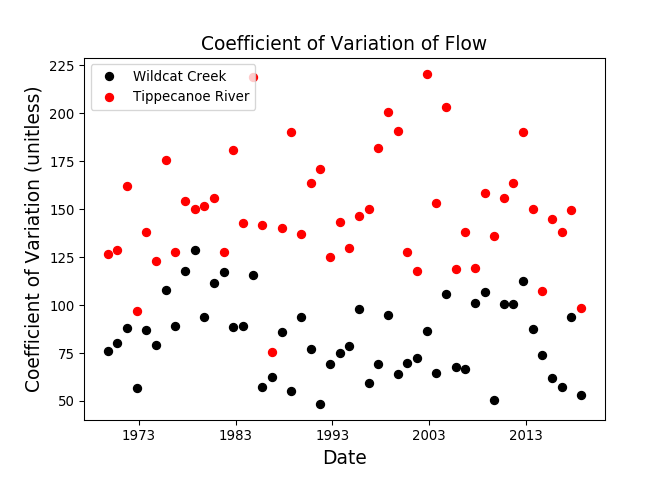 Coefficient of Variation of Flow
Wildcat Creek
Tippecanoe River
Coefficient of Variation (unitless)
225
200
175
150
125
100
75
50
1973 1983 1993 2003 2013
Date